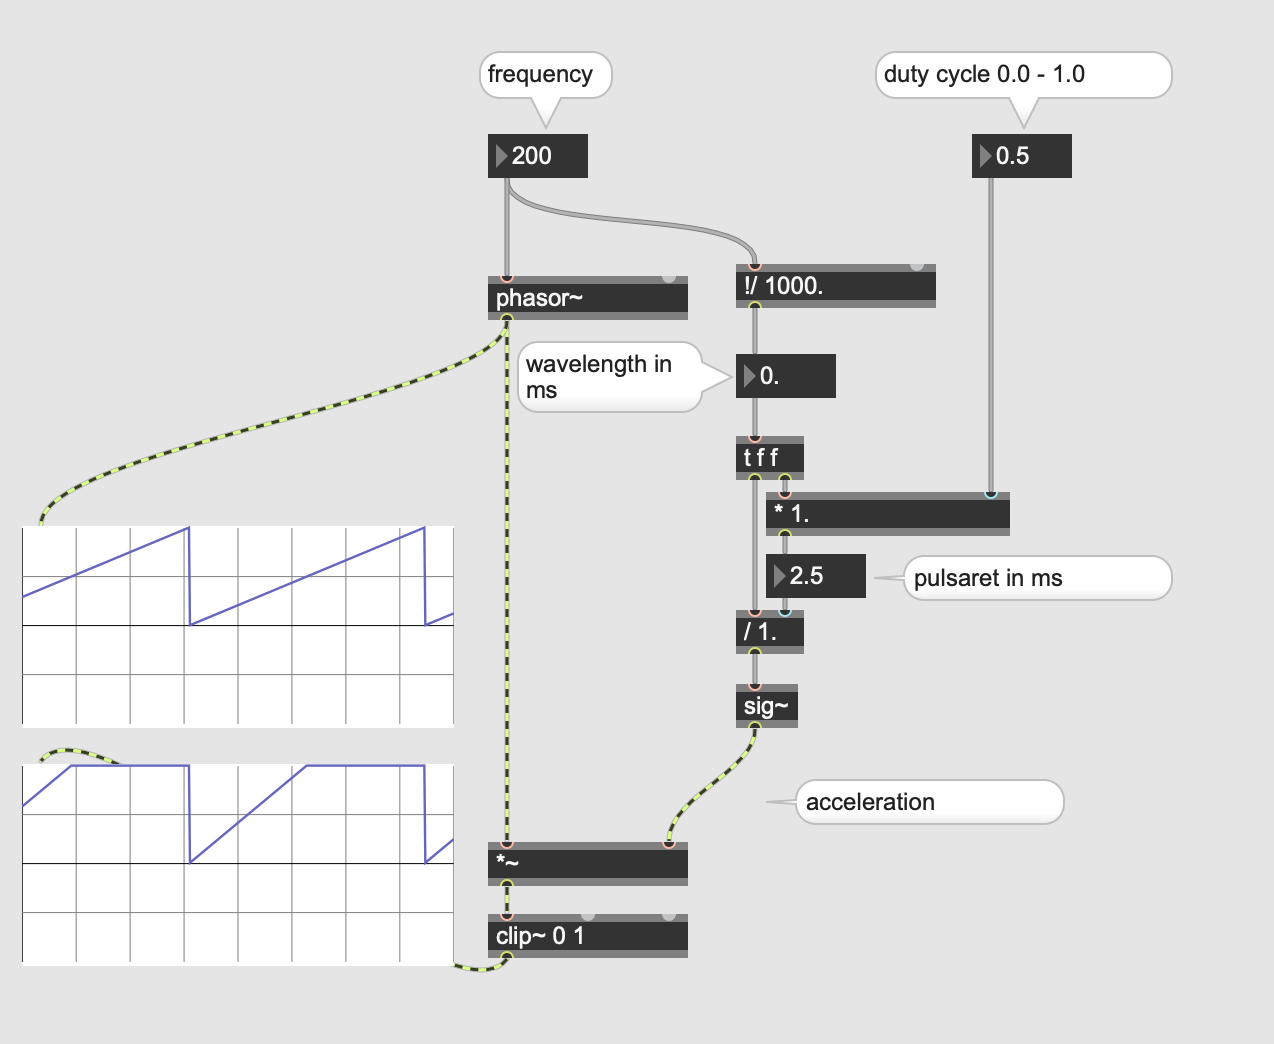 frequency
duty cycle 0.0 - 1.0
200
0.5
phasor~
!/ 1000.
wavelength in
ms
0.
t f f
* 1.
2.5
pulsaret in ms
/ 1.
sig~
acceleration
*~
clip~ 0 1